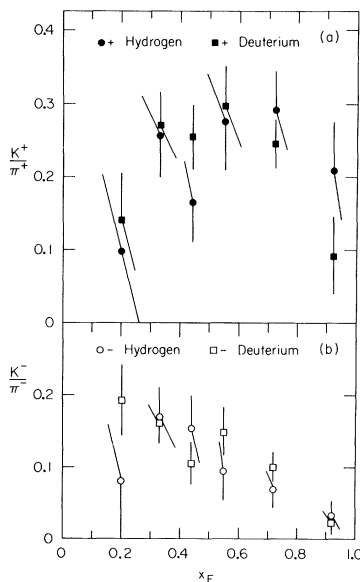 0.4
●+ Hydrogen ■+ Deuterium (a)
0.3
K+
π+
0.2
0.1
0
○- Hydrogen □- Deuterium (b)
K-
π-
0.2
0.1
0
0 0.2 0.4 0.6 0.8 1.0
xF